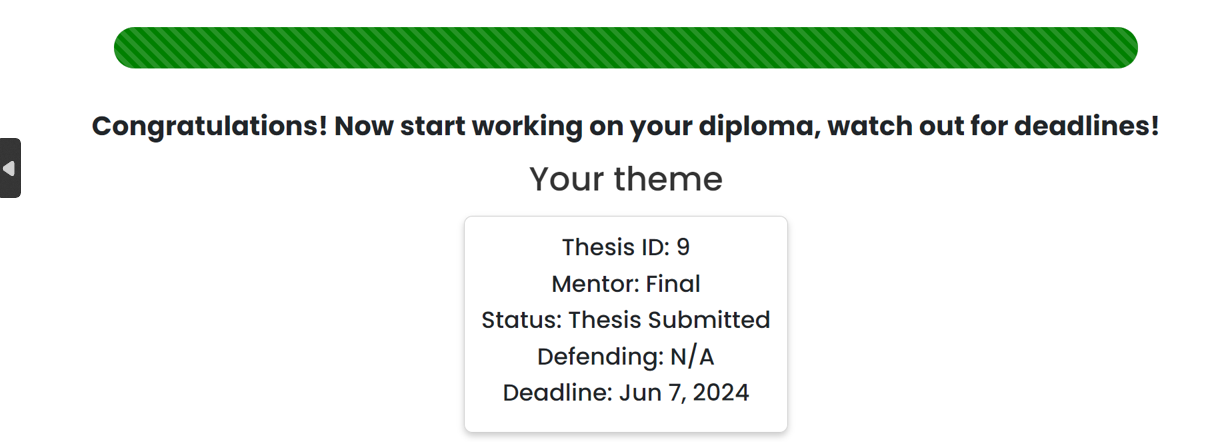 Congratulations! Now start working on your diploma, watch out for deadlines!
Your theme
Thesis ID: 9
Mentor: Final
Status: Thesis Submitted
Defending: N/A
Deadline: Jun 7, 2024